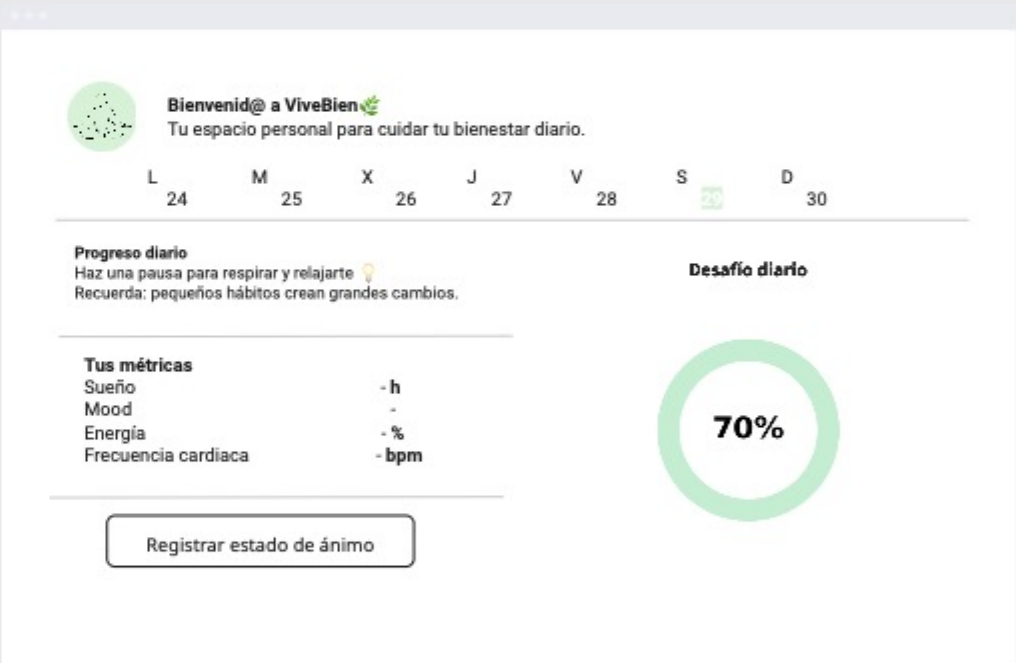 Bienvenid@ a ViveBien🌿
Tu espacio personal para cuidar tu bienestar diario.
L M X J V S D
24 25 26 27 28 29 30
Progreso diario
Haz una pausa para respirar y relajarte 💡
Recuerda: pequeños hábitos crean grandes cambios.
Desafío diario
Tus métricas
Sueño - h
Mood -
Energía - %
Frecuencia cardiaca - bpm
70%
Registrar estado de ánimo